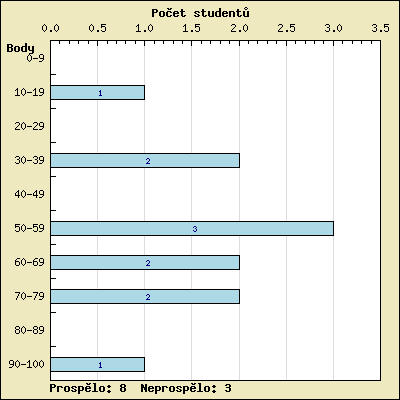 Počet studentů
0.0 0.5 1.0 1.5 2.0 2.5 3.0 3.5
Body
0-9
10-19 1
20-29
30-39 2
40-49
50-59 3
60-69 2
70-79 2
80-89
90-100 1
Prospělo: 8 Neprospělo: 3